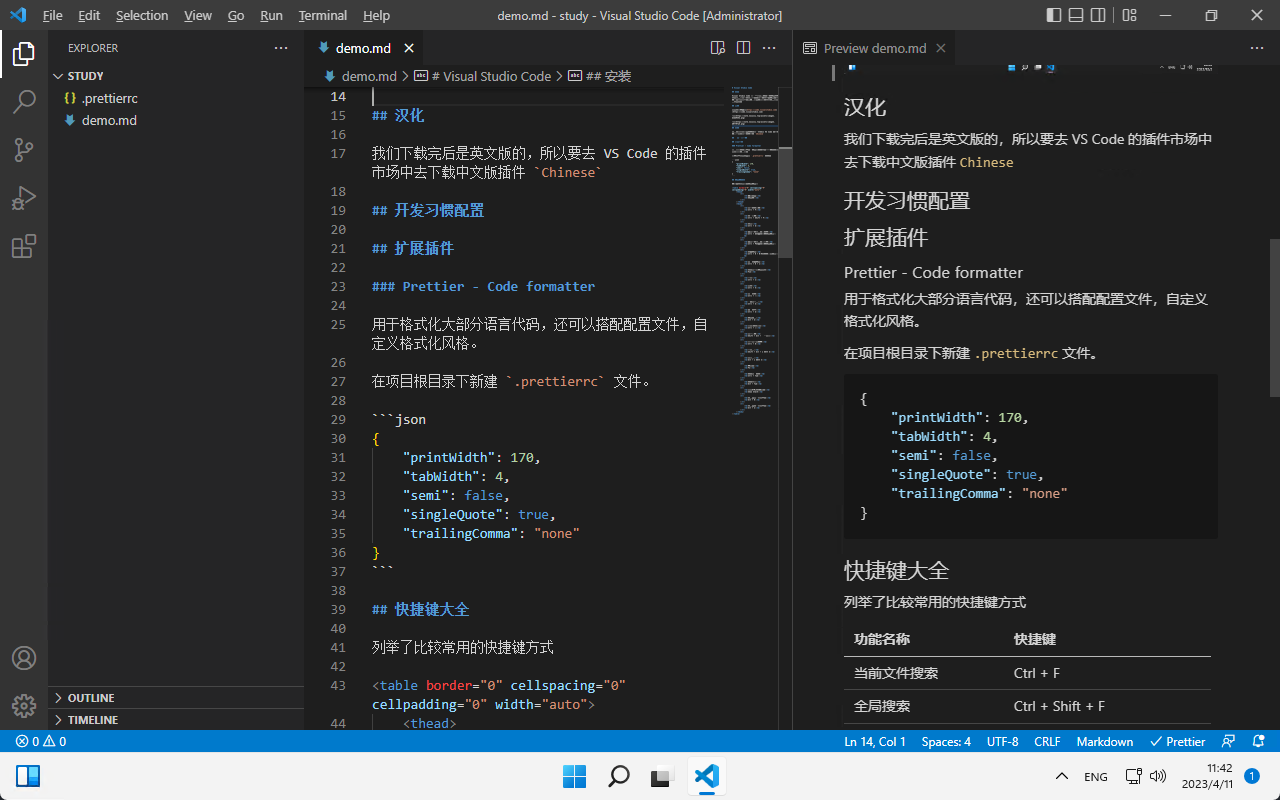 File Edit Selection View Go Run Terminal Help demo.md - study - Visual Studio Code [Administrator]
EXPLORER
STUDY
.prettierrc
demo.md
OUTLINE
TIMELINE
demo.md
demo.md > # Visual Studio Code > ## 安装
14
15 ## 汉化
16
17 我们下载完后是英文版的，所以要去 VS Code 的插件
市场中去下载中文版插件 `Chinese`
18
19 ## 开发习惯配置
20
21 ## 扩展插件
22
23 ### Prettier - Code formatter
24
25 用于格式化大部分语言代码，还可以搭配配置文件，自
定义格式化风格。
26
27 在项目根目录下新建 `.prettierrc` 文件。
28
29 ```json
30 {
31 "printWidth": 170,
32 "tabWidth": 4,
33 "semi": false,
34 "singleQuote": true,
35 "trailingComma": "none"
36 }
37 ```
38
39 ## 快捷键大全
40
41 列举了比较常用的快捷键方式
42
43 <table border="0" cellspacing="0"
cellpadding="0" width="auto">
44 <thead>
Preview demo.md
汉化
我们下载完后是英文版的，所以要去 VS Code 的插件市场中
去下载中文版插件 Chinese
开发习惯配置
扩展插件
Prettier - Code formatter
用于格式化大部分语言代码，还可以搭配配置文件，自定义
格式化风格。
在项目根目录下新建 .prettierrc 文件。
{
"printWidth": 170,
"tabWidth": 4,
"semi": false,
"singleQuote": true,
"trailingComma": "none"
}
快捷键大全
列举了比较常用的快捷键方式
功能名称 快捷键
当前文件搜索 Ctrl + F
全局搜索 Ctrl + Shift + F
0 0 Ln 14, Col 1 Spaces: 4 UTF-8 CRLF Markdown Prettier
ENG 11:42
2023/4/11 1